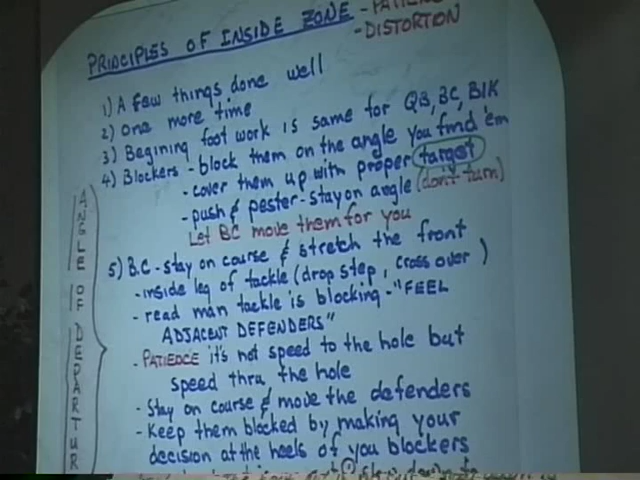 PRINCIPLES OF INSIDE ZONE
- DISTORTION
1) A few things done well
2) One more time
3) Begining foot work is same for QB, BC, BlK
4) Blockers - block them on the angle you find 'em
- cover them up with proper target
- push & pester - stay on angle (don't turn)
Let BC move them for you
5) B.C - stay on course & stretch the front
- inside leg of tackle (drop step, cross over)
- read man tackle is blocking - "FEEL
ADJACENT DEFENDERS"
- PATIENCE it's not speed to the hole but
speed thru the hole
- Stay on course & move the defenders
- Keep them blocked by making your
decision at the heels of you blockers
ANGLE OF DEPARTUR